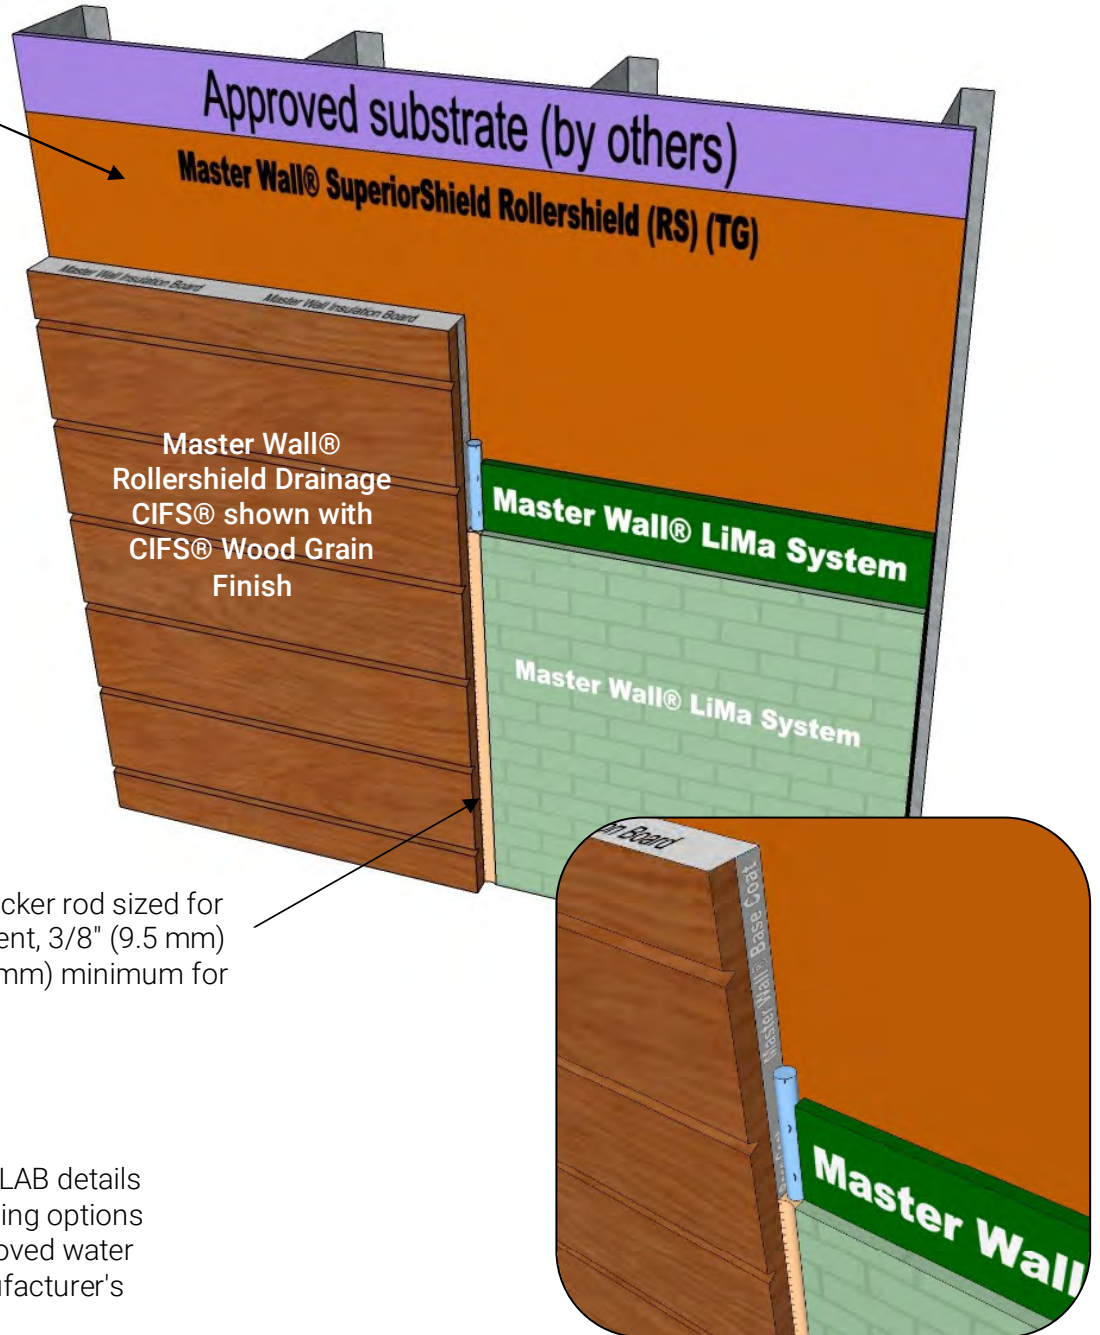 Approved substrate (by others)
Master Wall® SuperiorShield Rollershield (RS) (TG)
Master Wall Insulation Board Master Wall Insulation Board
Master Wall®
Rollershield Drainage
CIFS® shown with
CIFS® Wood Grain
Finish
Master Wall® LiMa System
Master Wall® LiMa System
cker rod sized for
ent, 3/8" (9.5 mm)
mm) minimum for
on Board
Master Wall® Base Coat
Master Wall
LAB details
ing options
oved water
ufacturer's